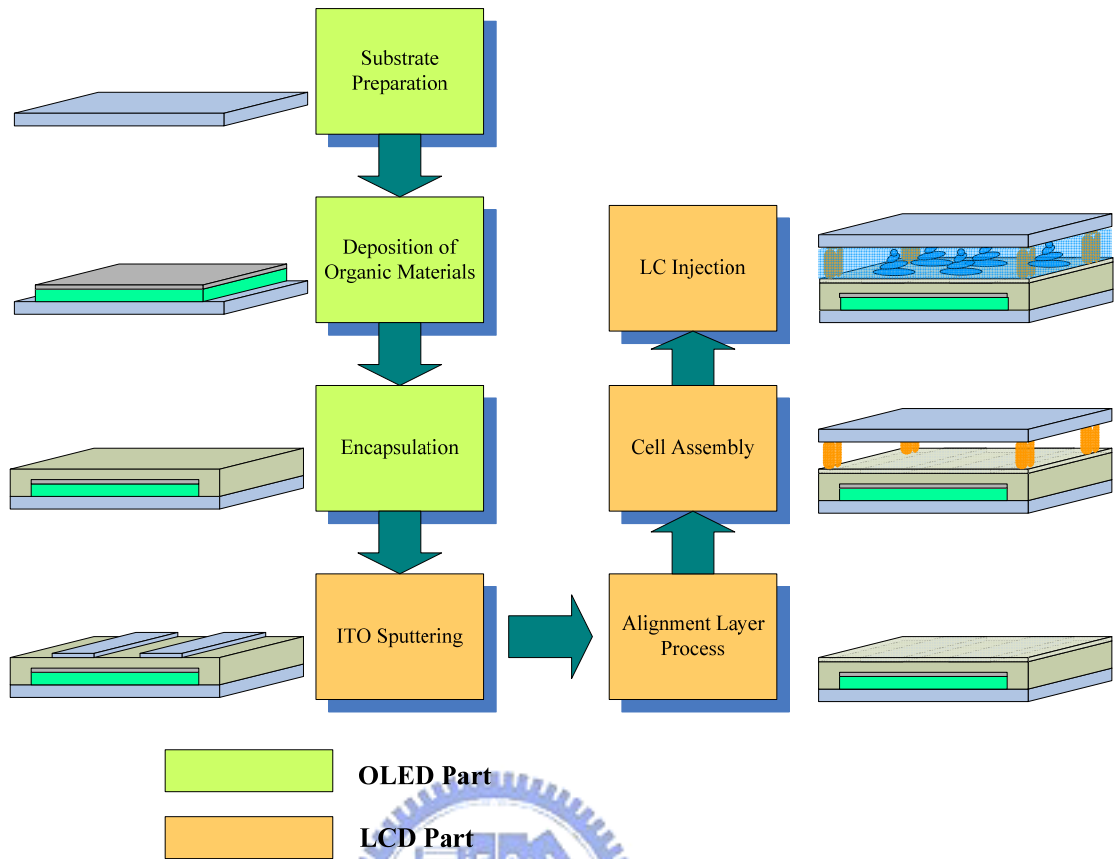 Substrate
Preparation
Deposition of
Organic Materials
Encapsulation
ITO Sputtering
Alignment Layer
Process
Cell Assembly
LC Injection
OLED Part
LCD Part